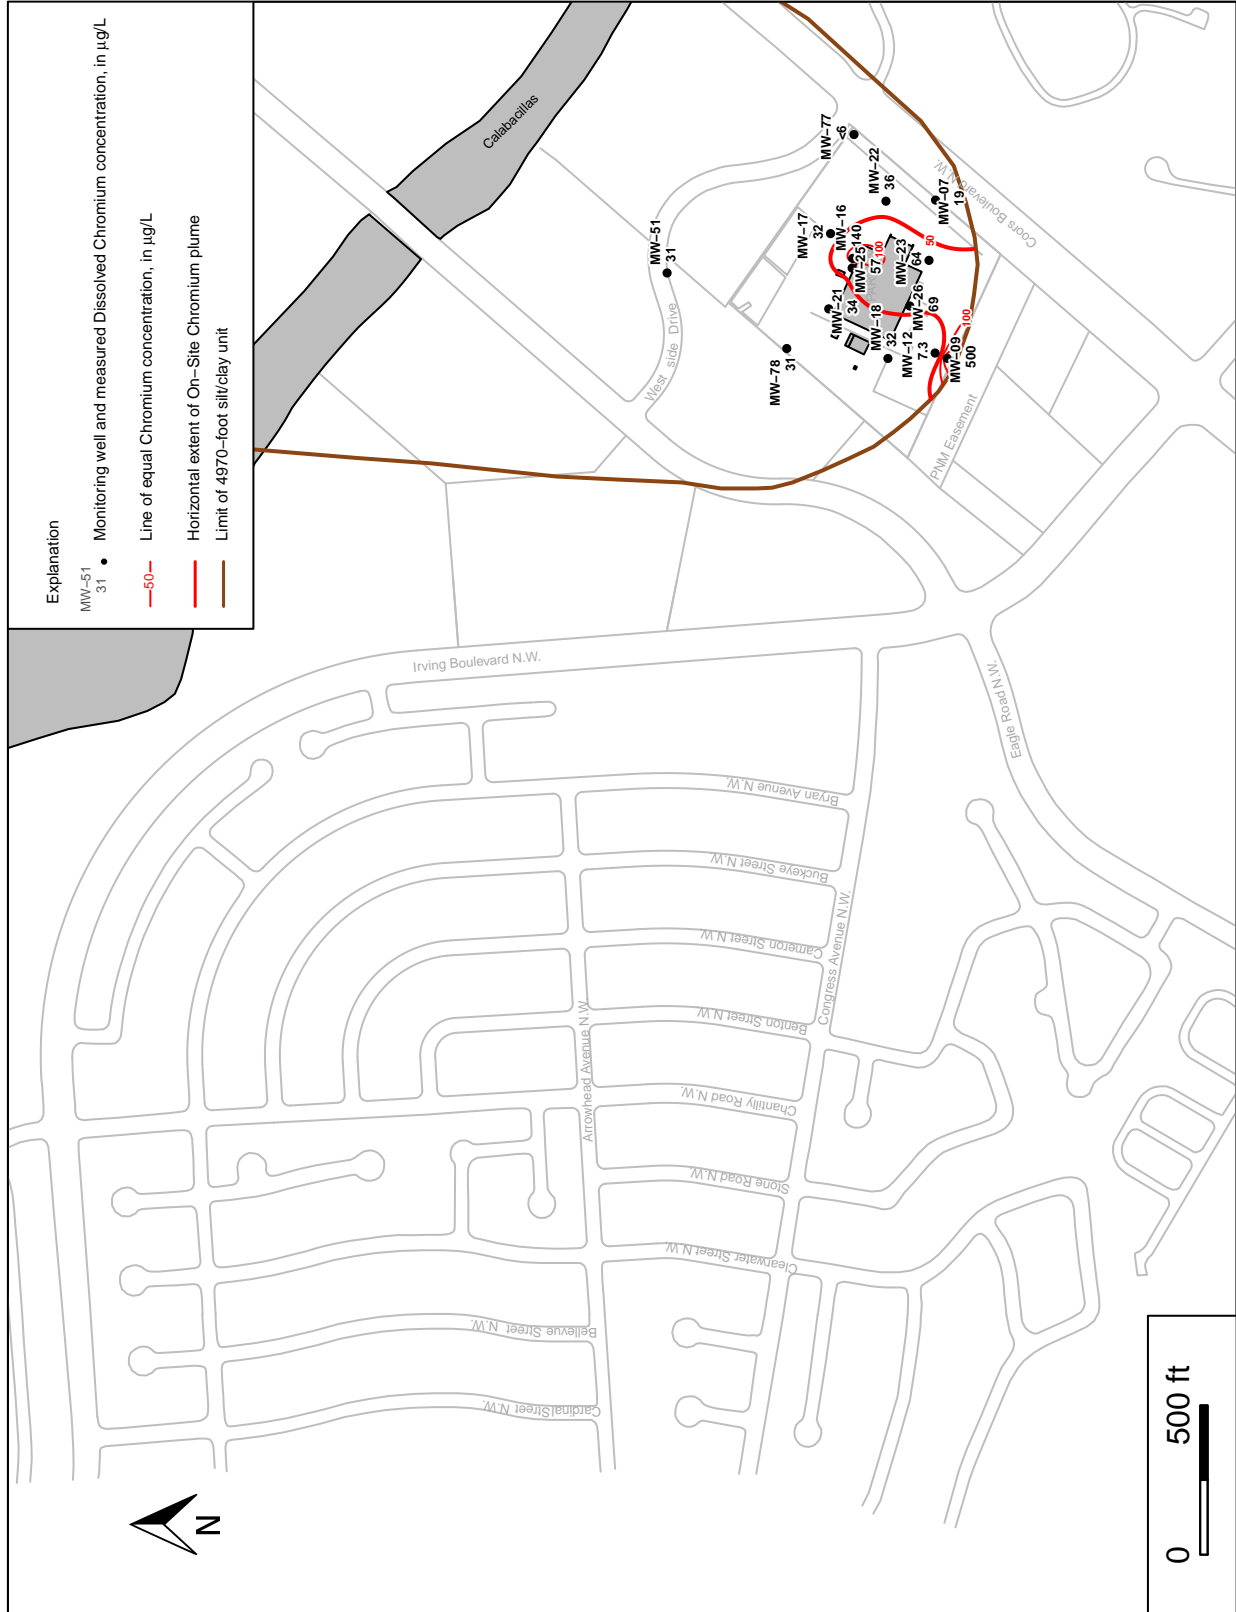 Explanation
MW−51
31
Monitoring well and measured Dissolved Chromium concentration, in µg/L
—50—
Line of equal Chromium concentration, in µg/L
Horizontal extent of On−Site Chromium plume
Limit of 4970−foot silt/clay unit
Calabacillas
MW−77
<6
MW−22
36
MW−07
19
Coors Boulevard N.W.
MW−17
32
MW−16
140
MW−51
31
MW−25
57
100
MW−23
64
50
MW−21
34
MW−26
69
MW−18
32
MW−12
7.3
MW−09
500
100
MW−78
31
West side Drive
PNM Easement
Irving Boulevard N.W.
Eagle Road N.W.
Bryan Avenue N.W.
Buckeye Street N.W.
Cameron Street N.W.
Congress Avenue N.W.
Benton Street N.W.
Arrowhead Avenue N.W.
Chantilly Road N.W.
Stone Road N.W.
Clearwater Street N.W.
Bellevue Street N.W.
CardinalStreet N.W.
N
0 500 ft